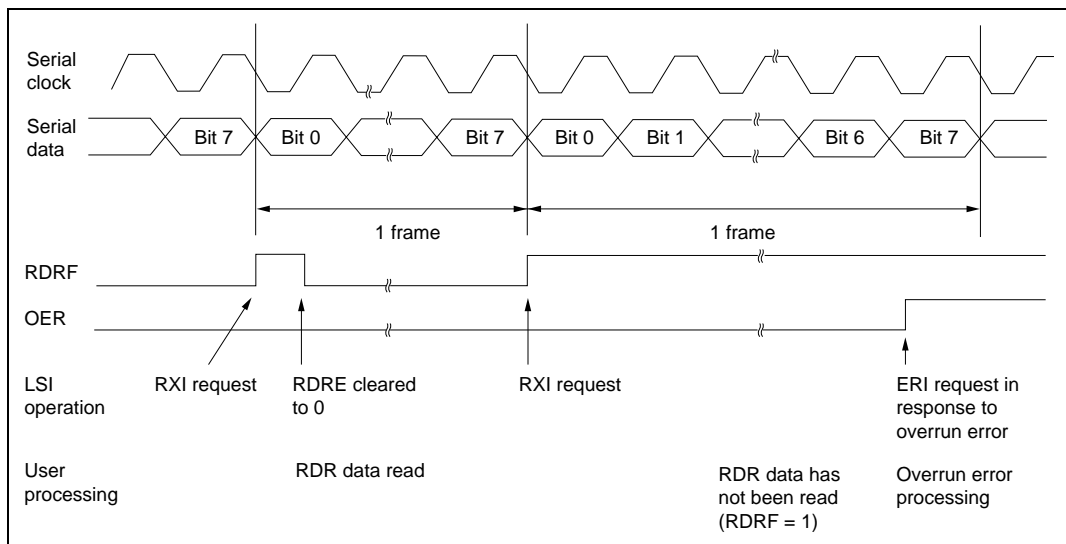 Serial
clock
Serial
data
Bit 7
Bit 0
Bit 7
Bit 0
Bit 1
Bit 6
Bit 7
1 frame
1 frame
RDRF
OER
LSI
operation
RXI request
RDRE cleared
to 0
RXI request
ERI request in
response to
overrun error
User
processing
RDR data read
RDR data has
not been read
(RDRF = 1)
Overrun error
processing